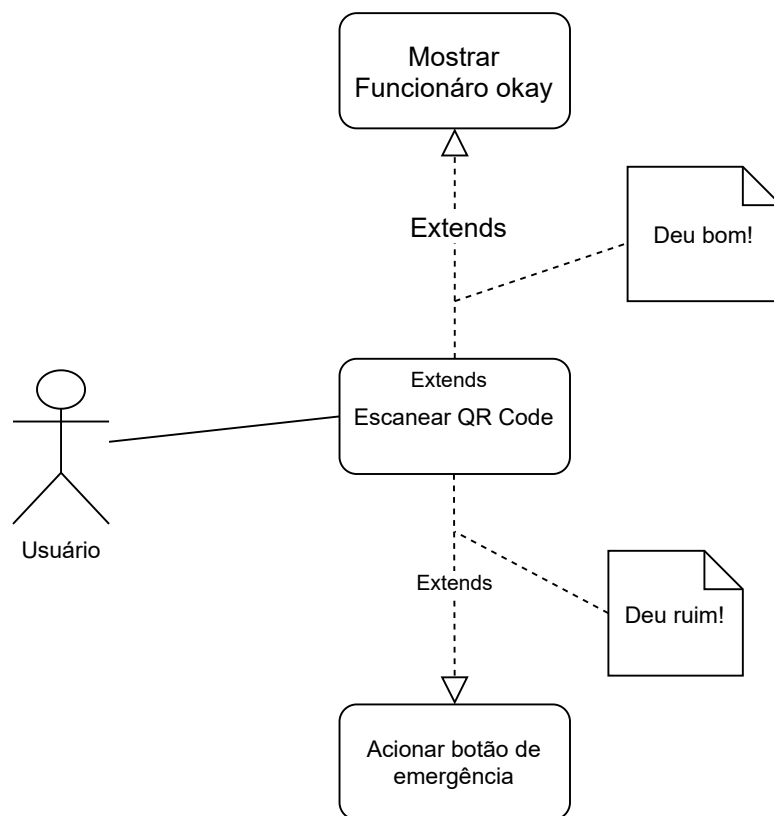 Mostrar
Funcionáro okay
Extends
Deu bom!
Extends
Escanear QR Code
Usuário
Extends
Deu ruim!
Acionar botão de
emergência